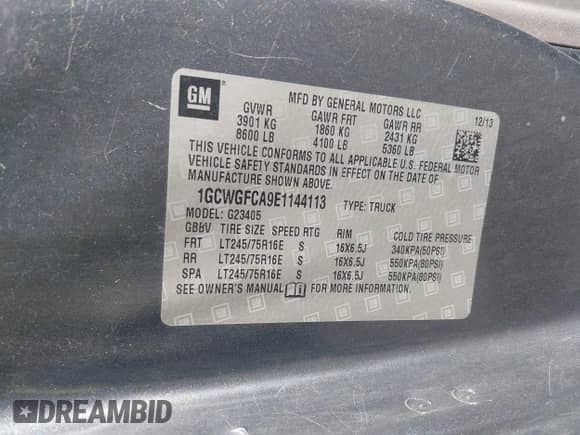 GM
MFD BY GENERAL MOTORS LLC
12/13
GVWR GAWR FRT GAWR RR
3901 KG 1860 KG 2431 KG
8600 LB 4100 LB 5360 LB
THIS VEHICLE CONFORMS TO ALL APPLICABLE U.S. FEDERAL MOTOR
VEHICLE SAFETY STANDARDS IN EFFECT ON THE DATE OF
MANUFACTURE SHOWN ABOVE.
1GCWGFCA9E1144113 TYPE: TRUCK
MODEL: G23405
GBBV TIRE SIZE SPEED RTG RIM COLD TIRE PRESSURE
FRT LT245/75R16E S 16X6.5J 340KPA(50PSI)
RR LT245/75R16E S 16X6.5J 550KPA(80PSI)
SPA LT245/75R16E S 16X6.5J 550KPA(80PSI)
SEE OWNER'S MANUAL FOR MORE INFORMATION.
DREAMBID